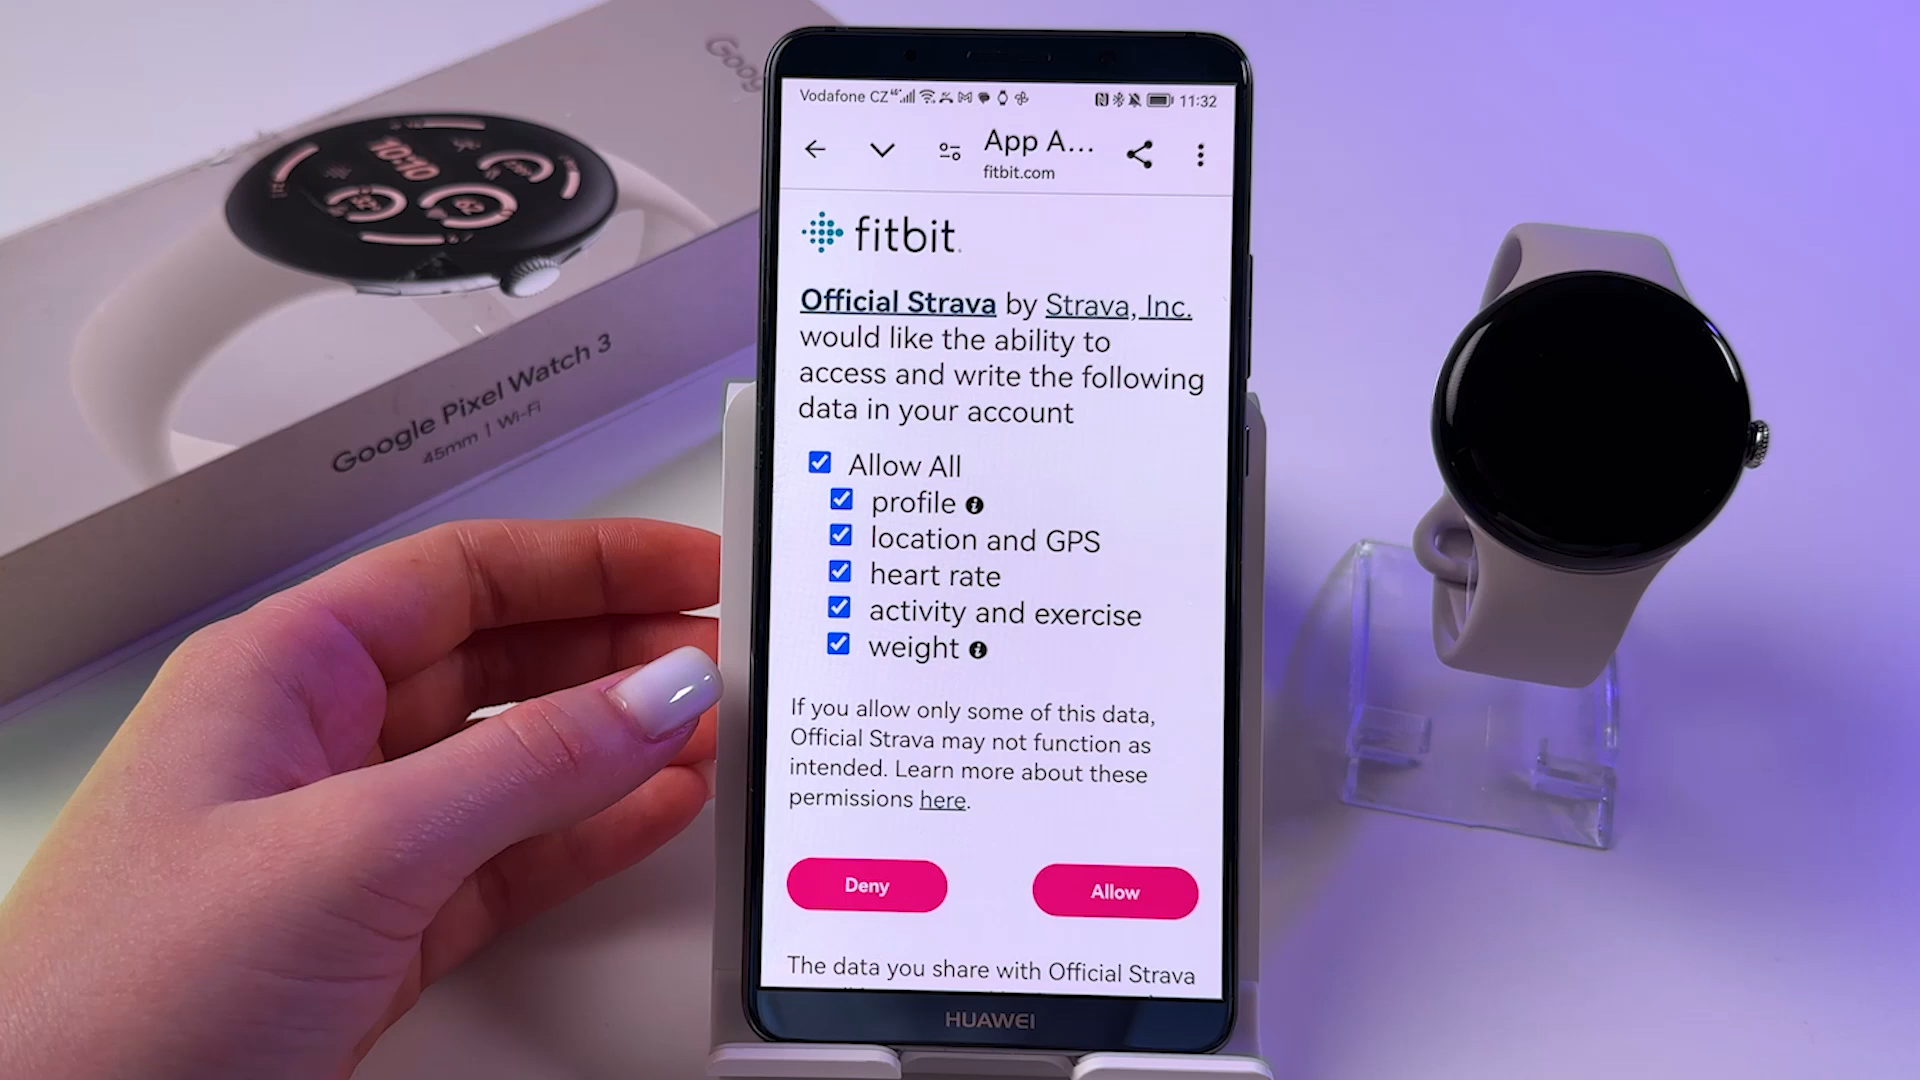 Goog
10:10
Google Pixel Watch 3
45mm | Wi-Fi
Vodafone CZ
11:32
App A...
fitbit.com
fitbit
Official Strava by Strava, Inc.
would like the ability to
access and write the following
data in your account
Allow All
profile
location and GPS
heart rate
activity and exercise
weight
If you allow only some of this data,
Official Strava may not function as
intended. Learn more about these
permissions here.
Deny
Allow
The data you share with Official Strava
HUAWEI